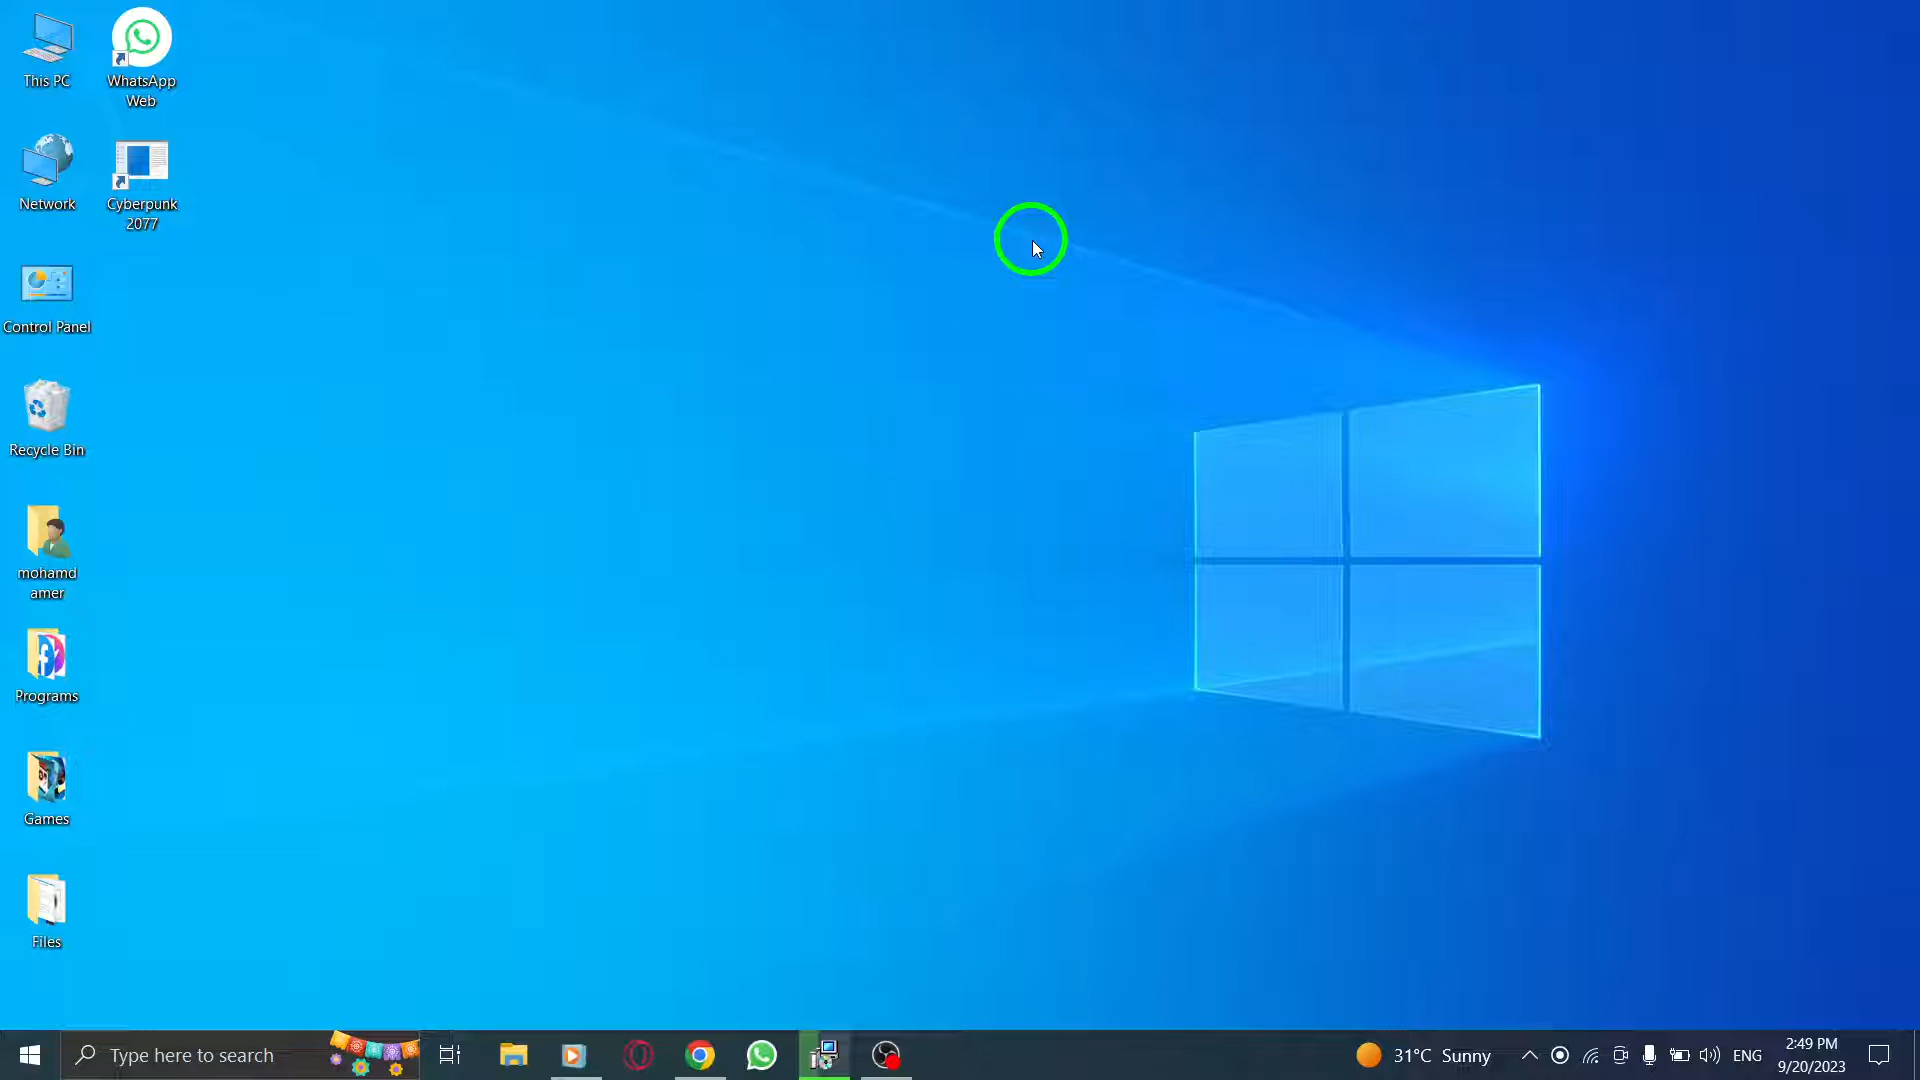 This PC
WhatsApp
Web
Network
Cyberpunk
2077
Control Panel
Recycle Bin
mohamd
amer
Programs
Games
Files
Type here to search
31°C Sunny
ENG
2:49 PM
9/20/2023